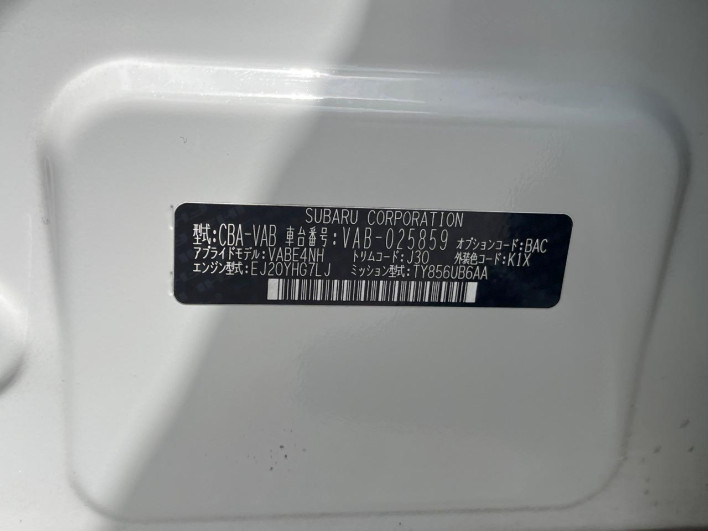 SUBARU CORPORATION
型式:CBA-VAB 車台番号:VAB-025859 オプションコード:BAC
アプライドモデル:VABE4NH トリムコード:J30 外装色コード:K1X
エンジン型式:EJ20YHG7LJ ミッション型式:TY856UB6AA